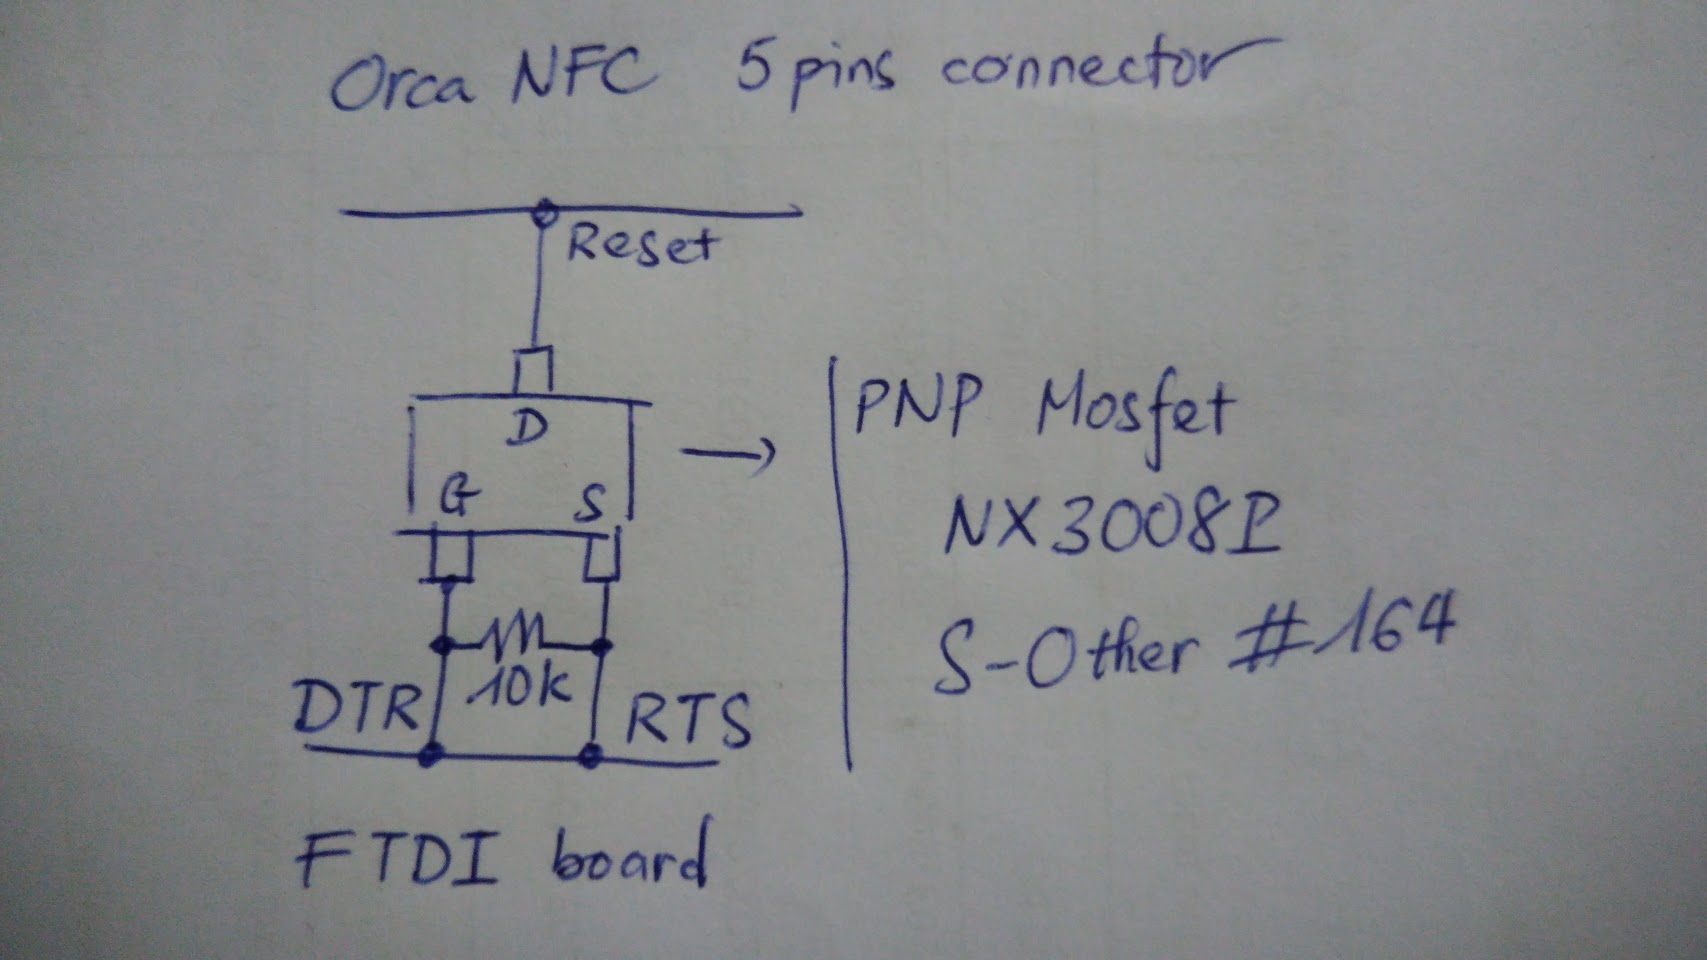 Orca NFC 5 pins connector
Reset
D
G S
10k
DTR RTS
FTDI board
PNP Mosfet
NX3008P
S-Other #164